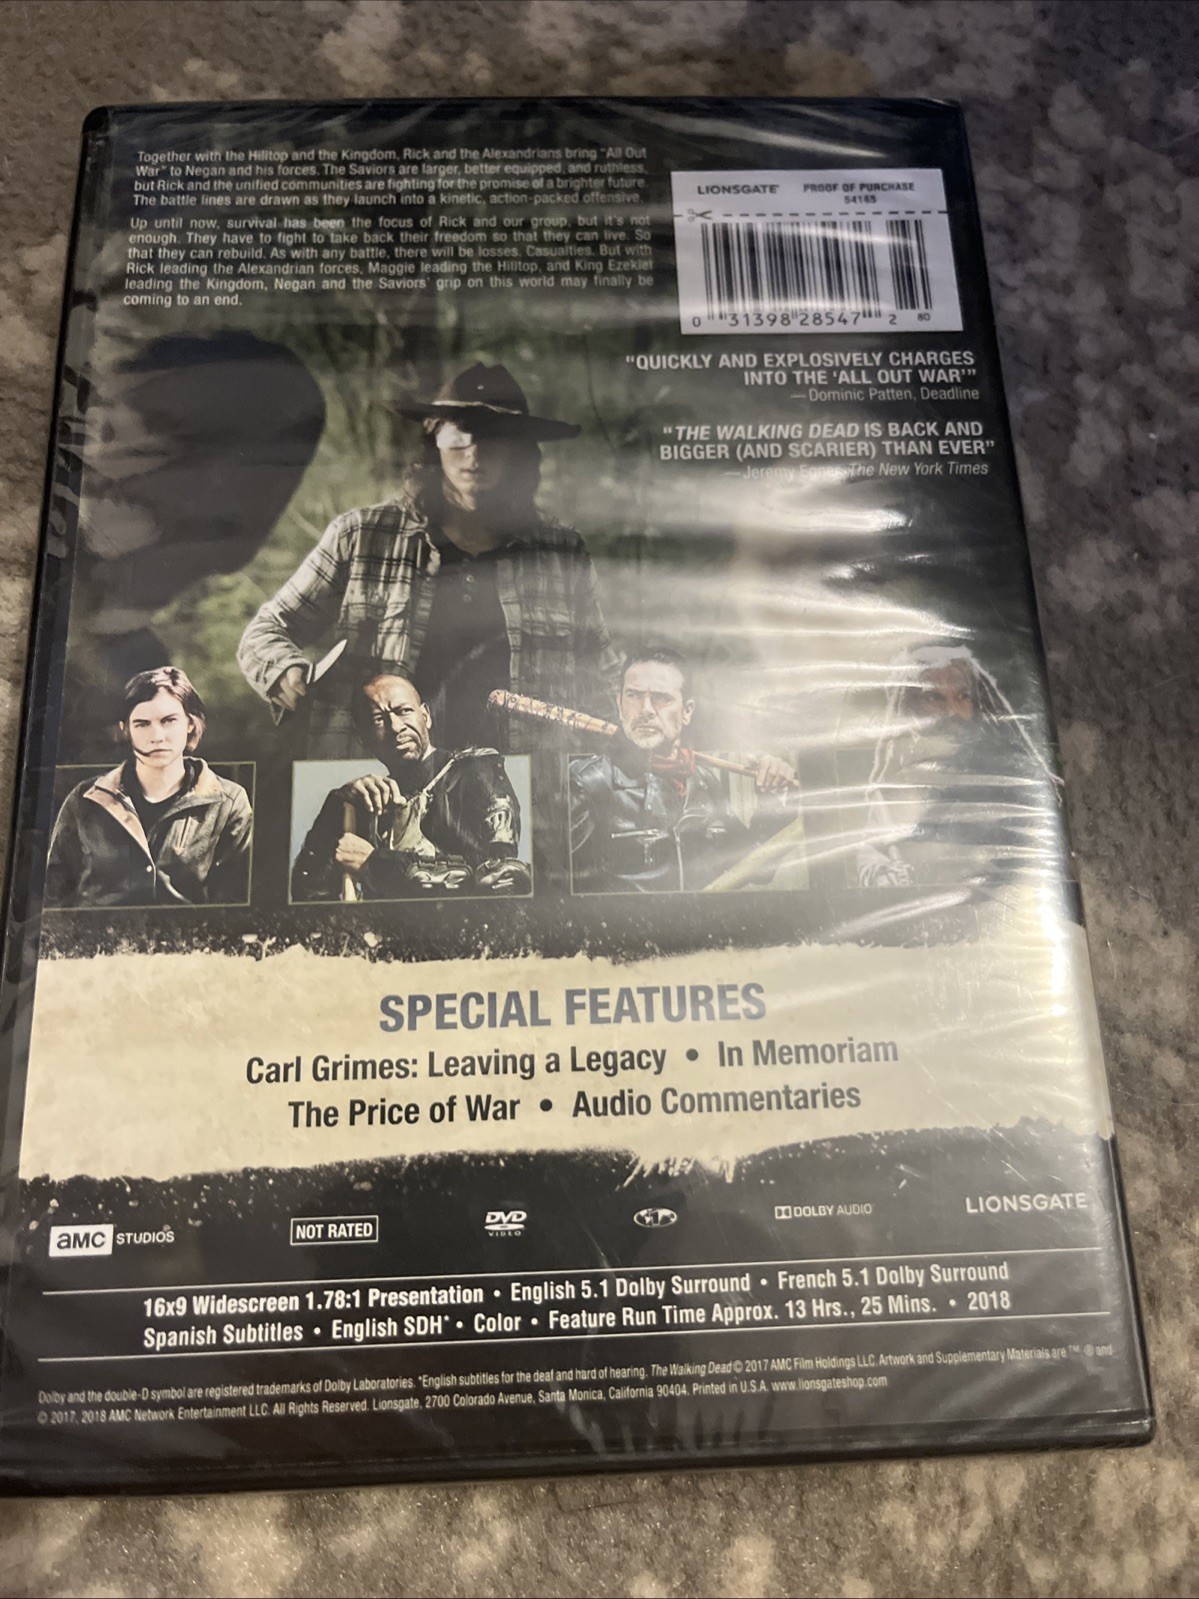 Together with the Hilltop and the Kingdom, Rick and the Alexandrians bring "All Out
War" to Negan and his forces. The Saviors are larger, better equipped, and ruthless,
but Rick and the unified communities are fighting for the promise of a brighter future.
The battle lines are drawn as they launch into a kinetic, action-packed offensive.
Up until now, survival has been the focus of Rick and our group, but it's not
enough. They have to fight to take back their freedom so that they can live. So
that they can rebuild. As with any battle, there will be losses. Casualties. But with
Rick leading the Alexandrian forces, Maggie leading the Hilltop, and King Ezekiel
leading the Kingdom, Negan and the Saviors' grip on this world may finally be
coming to an end.
LIONSGATE PROOF OF PURCHASE
54165
0 31398 28547 2 80
"QUICKLY AND EXPLOSIVELY CHARGES
INTO THE 'ALL OUT WAR'"
—Dominic Patten, Deadline
"THE WALKING DEAD IS BACK AND
BIGGER (AND SCARIER) THAN EVER"
—Jeremy Egner, The New York Times
SPECIAL FEATURES
Carl Grimes: Leaving a Legacy • In Memoriam
The Price of War • Audio Commentaries
aMC STUDIOS
NOT RATED
DVD
VIDEO
1
DOLBY AUDIO
LIONSGATE
16x9 Widescreen 1.78:1 Presentation • English 5.1 Dolby Surround • French 5.1 Dolby Surround
Spanish Subtitles • English SDH* • Color • Feature Run Time Approx. 13 Hrs., 25 Mins. • 2018
Dolby and the double-D symbol are registered trademarks of Dolby Laboratories. *English subtitles for the deaf and hard of hearing. The Walking Dead © 2017 AMC Film Holdings LLC. Artwork and Supplementary Materials are ™, ® and
© 2017, 2018 AMC Network Entertainment LLC. All Rights Reserved. Lionsgate, 2700 Colorado Avenue, Santa Monica, California 90404. Printed in U.S.A. www.lionsgateshop.com